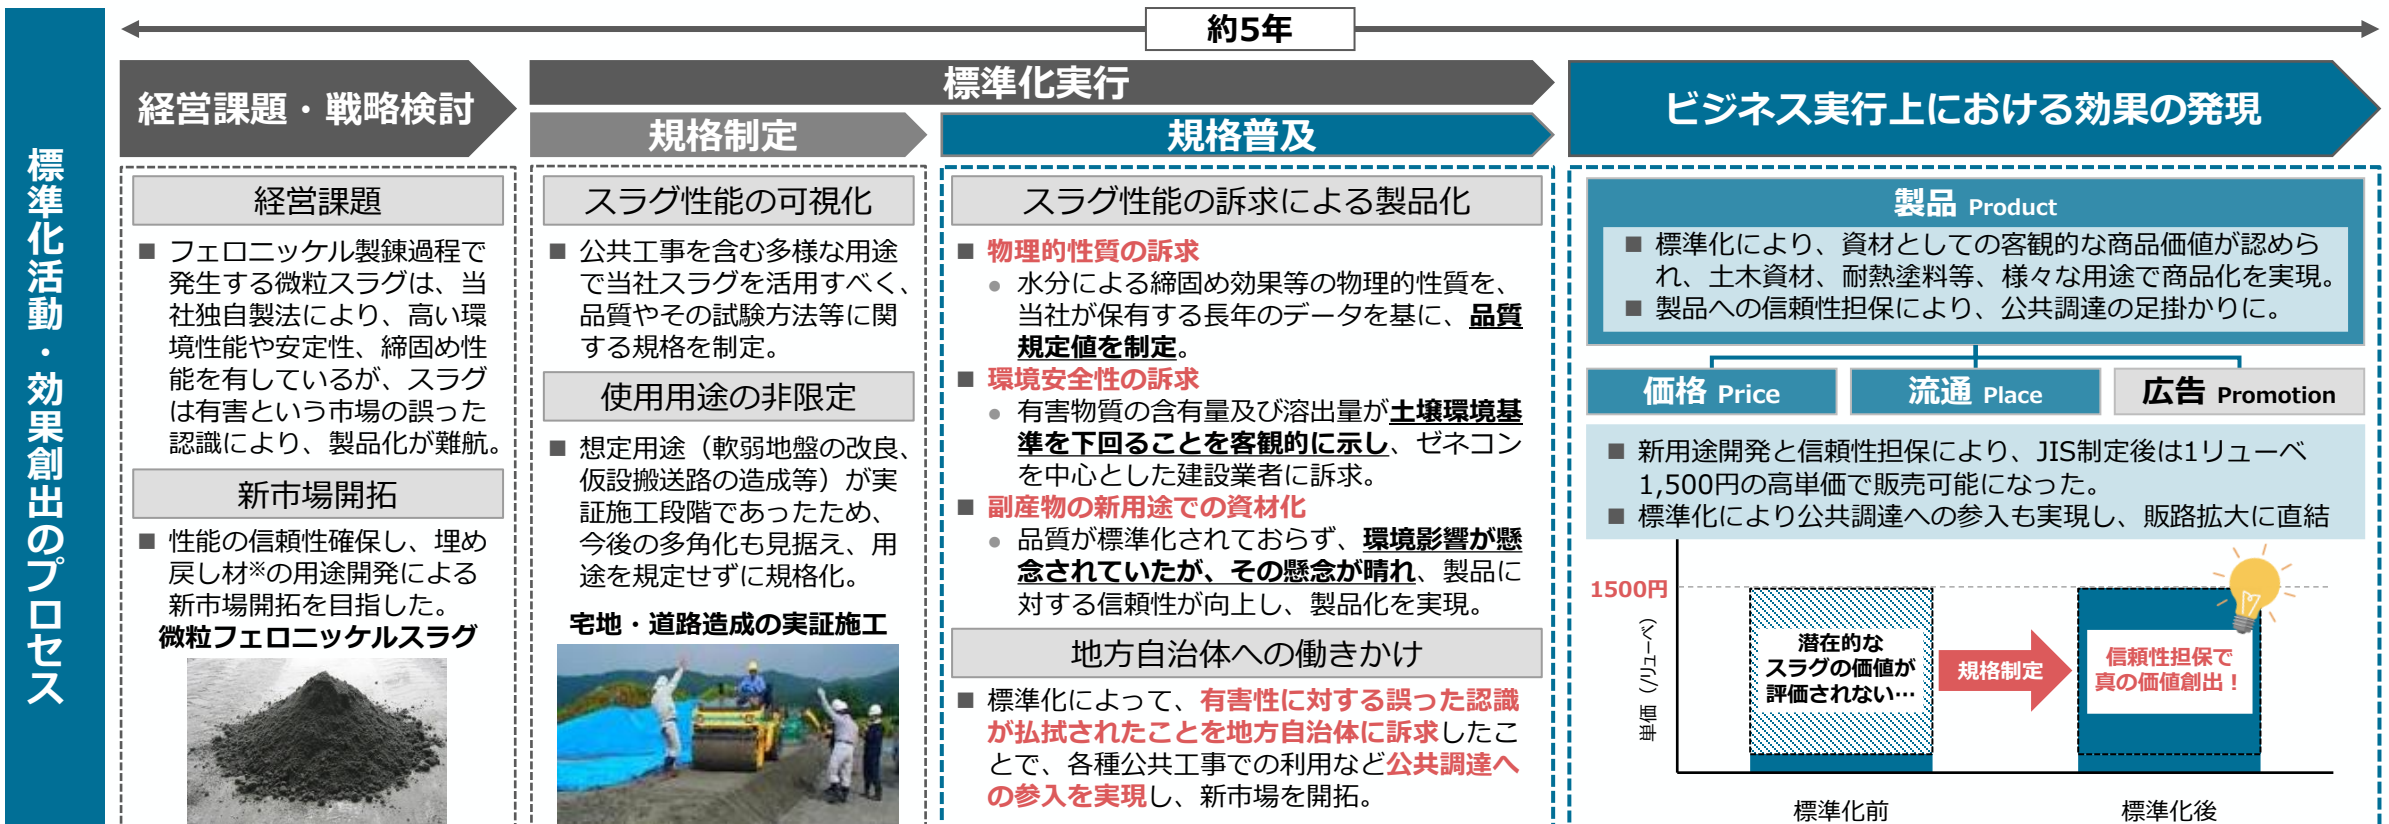 約5年
標準化活動・効果創出のプロセス
経営課題・戦略検討
経営課題
■ フェロニッケル製錬過程で
発生する微粒スラグは、当
社独自製法により、高い環
境性能や安定性、締固め性
能を有しているが、スラグ
は有害という市場の誤った
認識により、製品化が難航。
新市場開拓
■ 性能の信頼性確保し、埋め
戻し材※の用途開発による
新市場開拓を目指した。
微粒フェロニッケルスラグ
標準化実行
規格制定
スラグ性能の可視化
■ 公共工事を含む多様な用途
で当社スラグを活用すべく、
品質やその試験方法等に関
する規格を制定。
使用用途の非限定
■ 想定用途（軟弱地盤の改良、
仮設搬送路の造成等）が実
証施工段階であったため、
今後の多角化も見据え、用
途を規定せずに規格化。
宅地・道路造成の実証施工
規格普及
スラグ性能の訴求による製品化
■ 物理的性質の訴求
● 水分による締固め効果等の物理的性質を、
当社が保有する長年のデータを基に、品質
規定値を制定。
■ 環境安全性の訴求
● 有害物質の含有量及び溶出量が土壌環境基
準を下回ることを客観的に示し、ゼネコン
を中心とした建設業者に訴求。
■ 副産物の新用途での資材化
● 品質が標準化されておらず、環境影響が懸
念されていたが、その懸念が晴れ、製品に
対する信頼性が向上し、製品化を実現。
地方自治体への働きかけ
■ 標準化によって、有害性に対する誤った認識
が払拭されたことを地方自治体に訴求したこ
とで、各種公共工事での利用など公共調達へ
の参入を実現し、新市場を開拓。
ビジネス実行上における効果の発現
製品 Product
■ 標準化により、資材としての客観的な商品価値が認めら
れ、土木資材、耐熱塗料等、様々な用途で商品化を実現。
■ 製品への信頼性担保により、公共調達の足掛かりに。
価格 Price
流通 Place
広告 Promotion
■ 新用途開発と信頼性担保により、JIS制定後は1リューベ
1,500円の高単価で販売可能になった。
■ 標準化により公共調達への参入も実現し、販路拡大に直結
1500円
単価（/リューベ）
潜在的な
スラグの価値が
評価されない…
規格制定
信頼性担保で
真の価値創出！
標準化前
標準化後